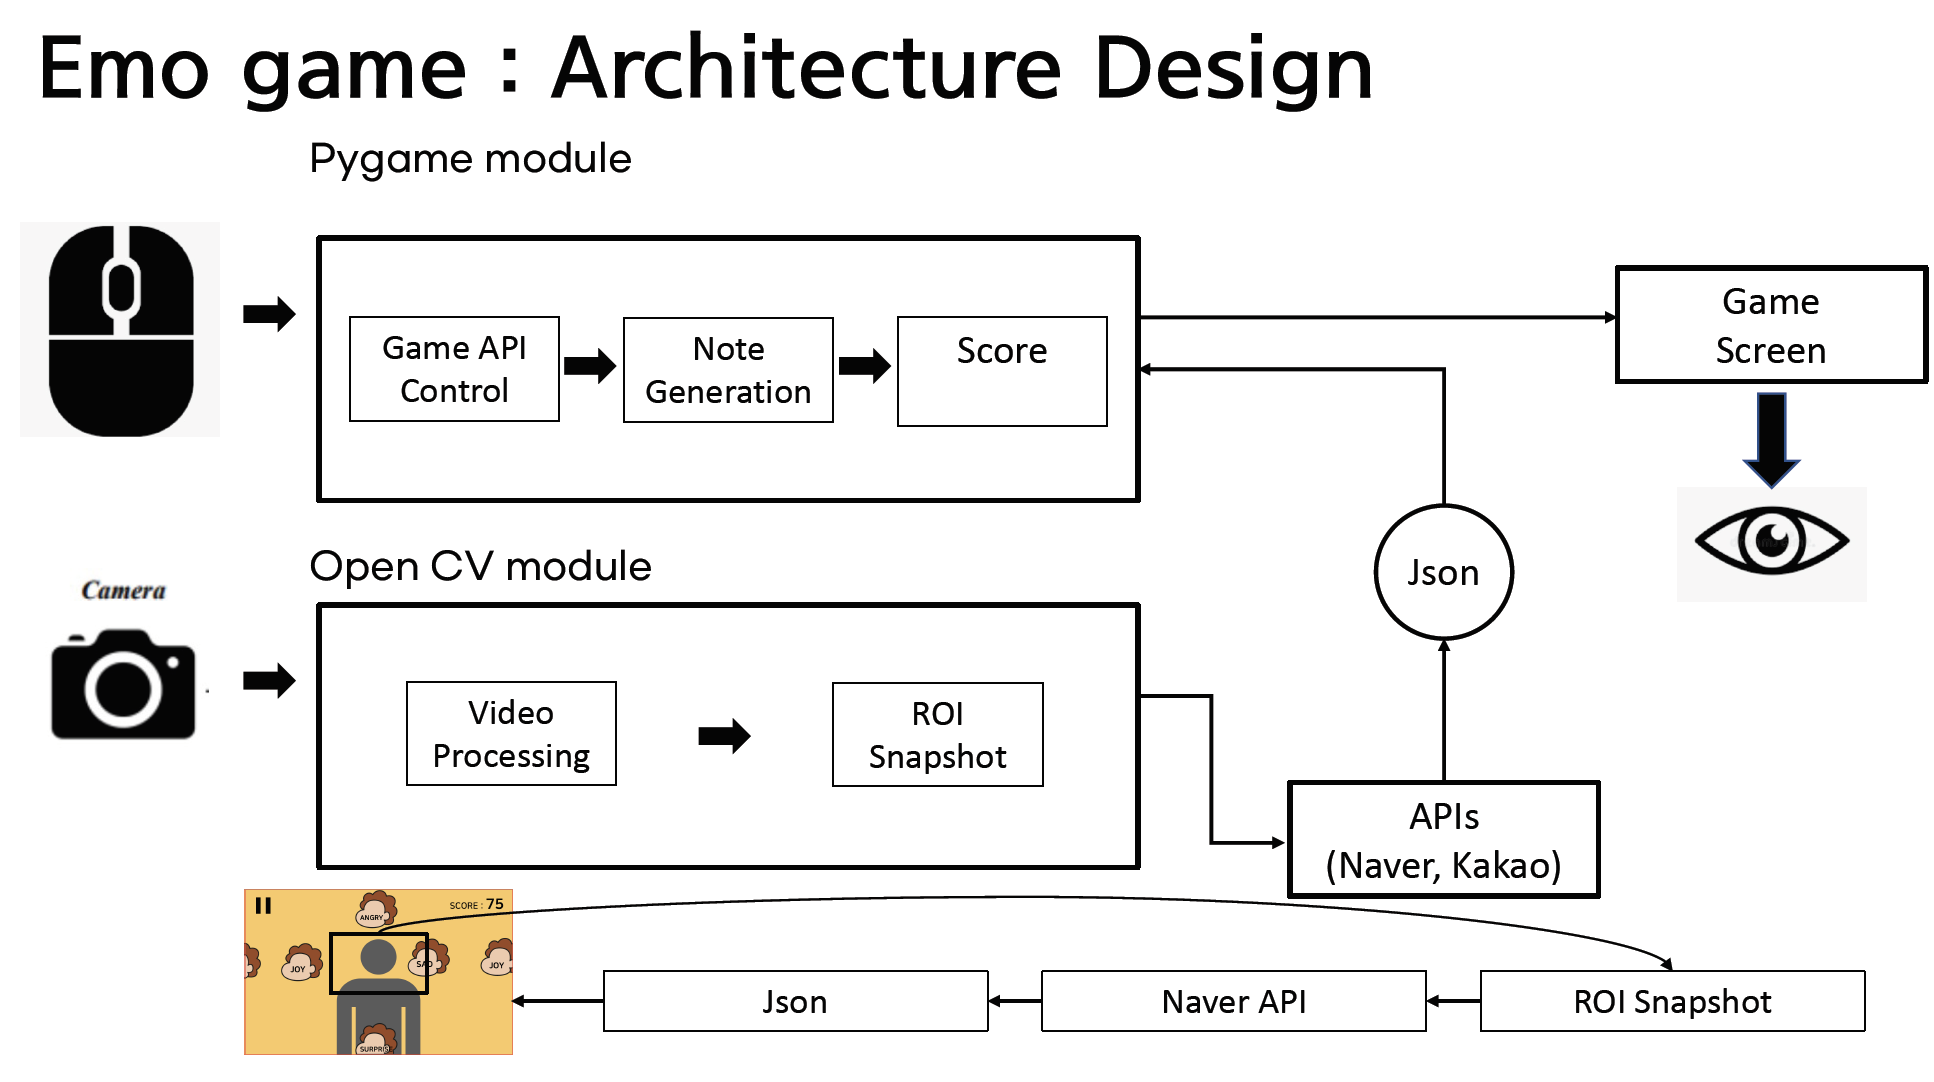 Emo game : Architecture Design
Pygame module
Game API
Control
Note
Generation
Score
Game
Screen
Open CV module
Camera
Json
Video
Processing
ROI
Snapshot
APIs
(Naver, Kakao)
SCORE : 75
ANGRY
JOY
SAD
JOY
SURPRIS
Json
Naver API
ROI Snapshot